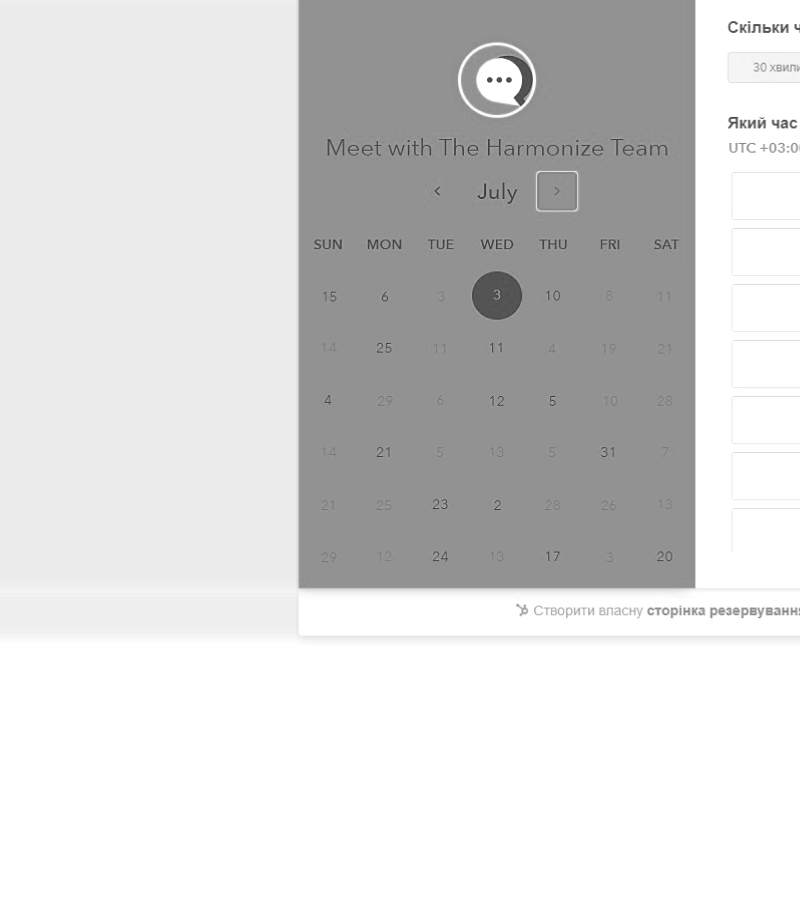 Meet with The Harmonize Team
July
SUN MON TUE WED THU FRI SAT
15 6 3 3 10 8 11
14 25 11 11 4 19 21
4 29 6 12 5 10 28
14 21 5 13 5 31 7
21 25 23 2 28 26 13
29 12 24 13 17 3 20
Скільки ч
30 хвили
Який час
UTC +03:0
Створити власну сторінка резервуванн